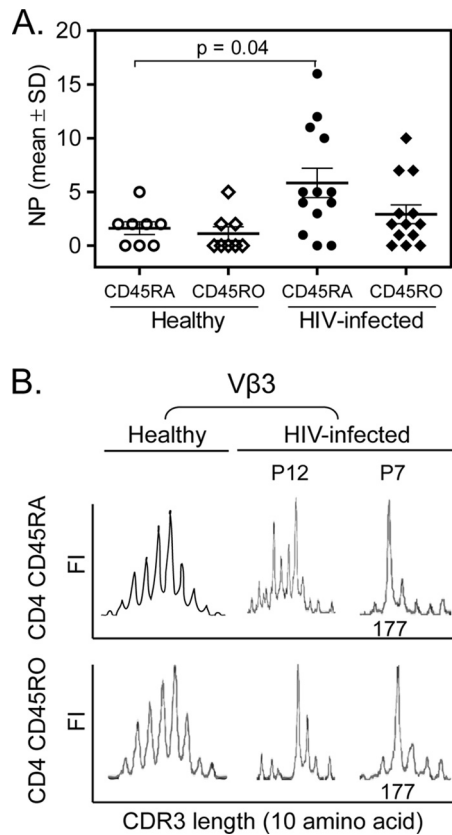 A.
20
p = 0.04
15
10
5
0
NP (mean ± SD)
CD45RA CD45RO CD45RA CD45RO
Healthy HIV-infected
B.
Vβ3
Healthy HIV-infected
P12 P7
CD4 CD45RA
FI
177
CD4 CD45RO
FI
177
CDR3 length (10 amino acid)